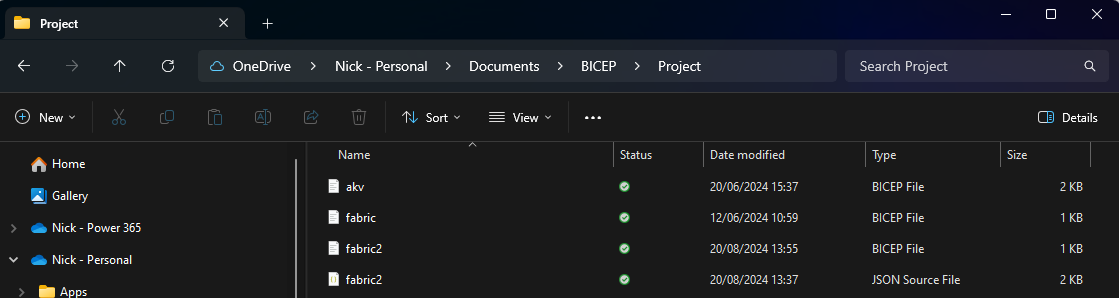 Project
OneDrive > Nick - Personal > Documents > BICEP > Project
Search Project
New Sort View ... Details
Name Status Date modified Type Size
Home
Gallery
Nick - Power 365
Nick - Personal
Apps
akv 20/06/2024 15:37 BICEP File 2 KB
fabric 12/06/2024 10:59 BICEP File 1 KB
fabric2 20/08/2024 13:55 BICEP File 1 KB
fabric2 20/08/2024 13:37 JSON Source File 2 KB